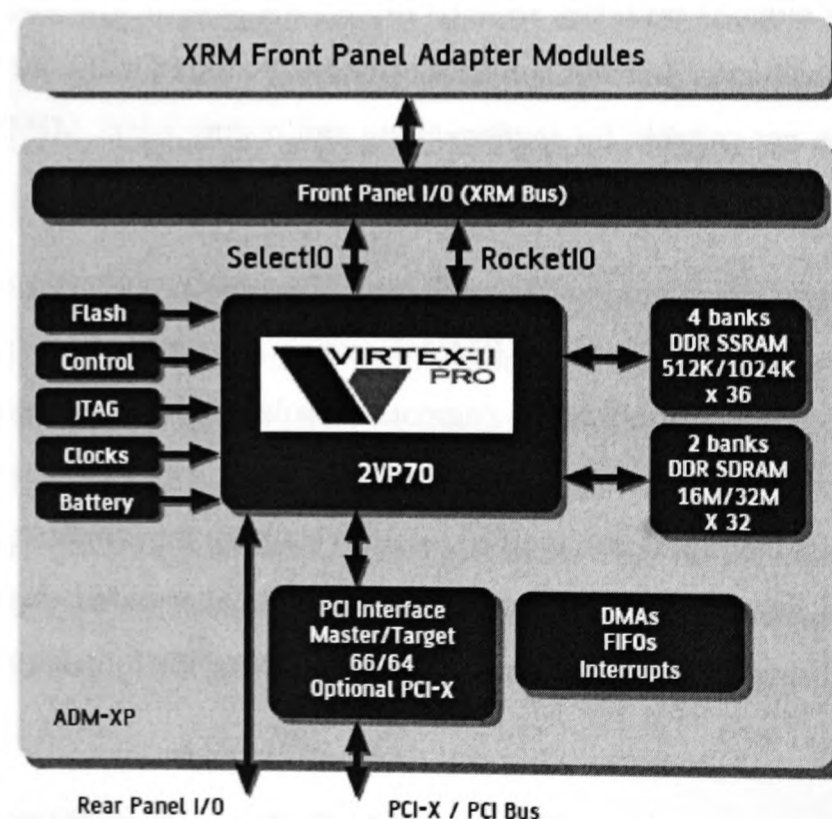 XRM Front Panel Adapter Modules
Front Panel I/O (XRM Bus)
SelectIO
RocketIO
Flash
Control
JTAG
Clocks
Battery
VIRTEX-II
PRO
2VP70
4 banks
DDR SSRAM
512K/1024K
x 36
2 banks
DDR SDRAM
16M/32M
X 32
PCI Interface
Master/Target
66/64
Optional PCI-X
DMAs
FIFOs
Interrupts
ADM-XP
Rear Panel I/O
PCI-X / PCI Bus